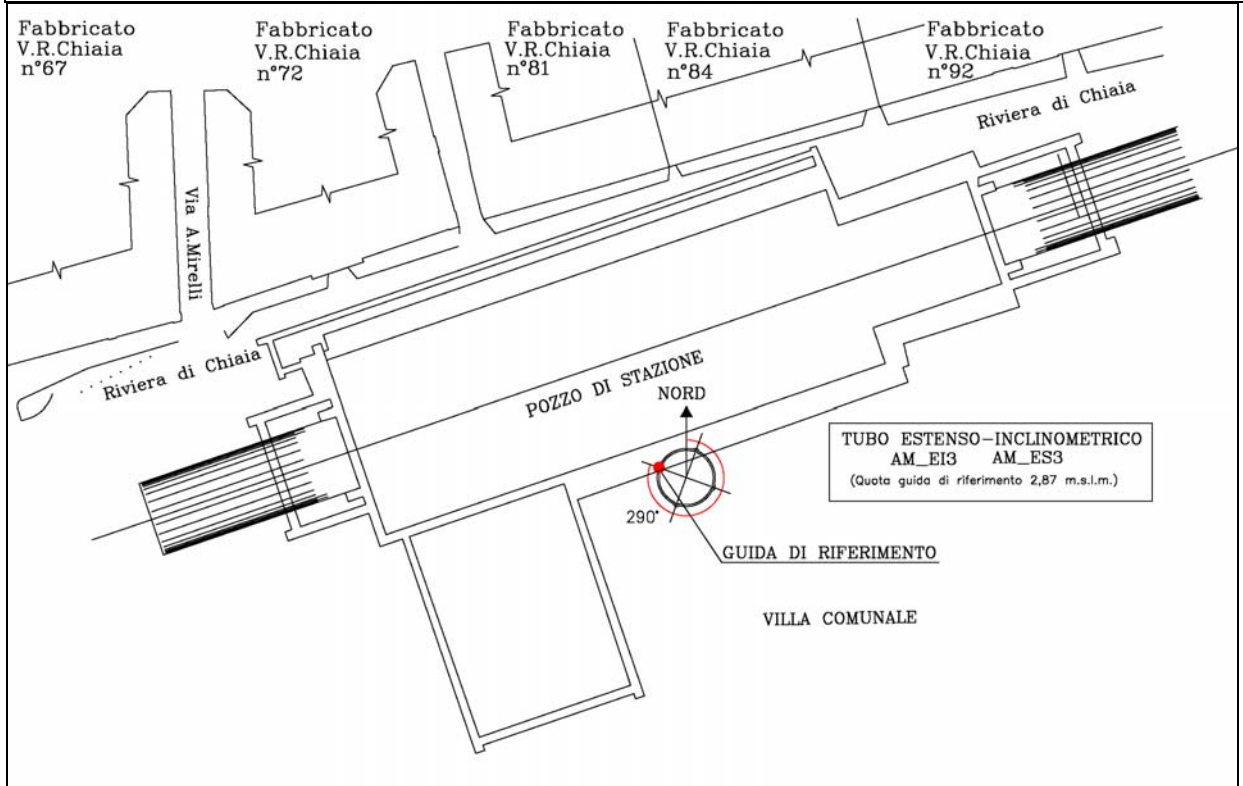 Fabbricato
V.R.Chiaia
n°67
Fabbricato
V.R.Chiaia
n°72
Fabbricato
V.R.Chiaia
n°81
Fabbricato
V.R.Chiaia
n°84
Fabbricato
V.R.Chiaia
n°92
Riviera di Chiaia
Via A.Mirelli
Riviera di Chiaia
POZZO DI STAZIONE
NORD
TUBO ESTENSO-INCLINOMETRICO
AM_EI3 AM_ES3
(Quota guida di riferimento 2,87 m.s.l.m.)
290°
GUIDA DI RIFERIMENTO
VILLA COMUNALE